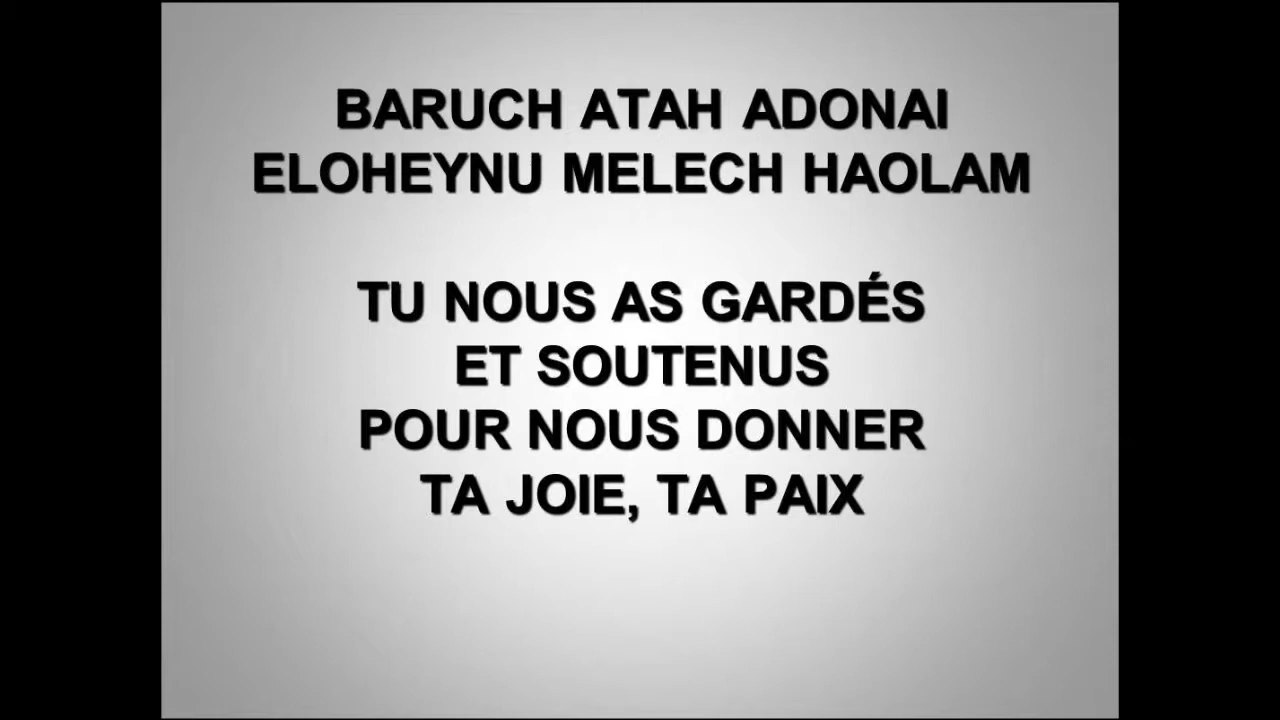 BARUCH ATAH ADONAI
ELOHEYNU MELECH HAOLAM
TU NOUS AS GARDÉS
ET SOUTENUS
POUR NOUS DONNER
TA JOIE, TA PAIX